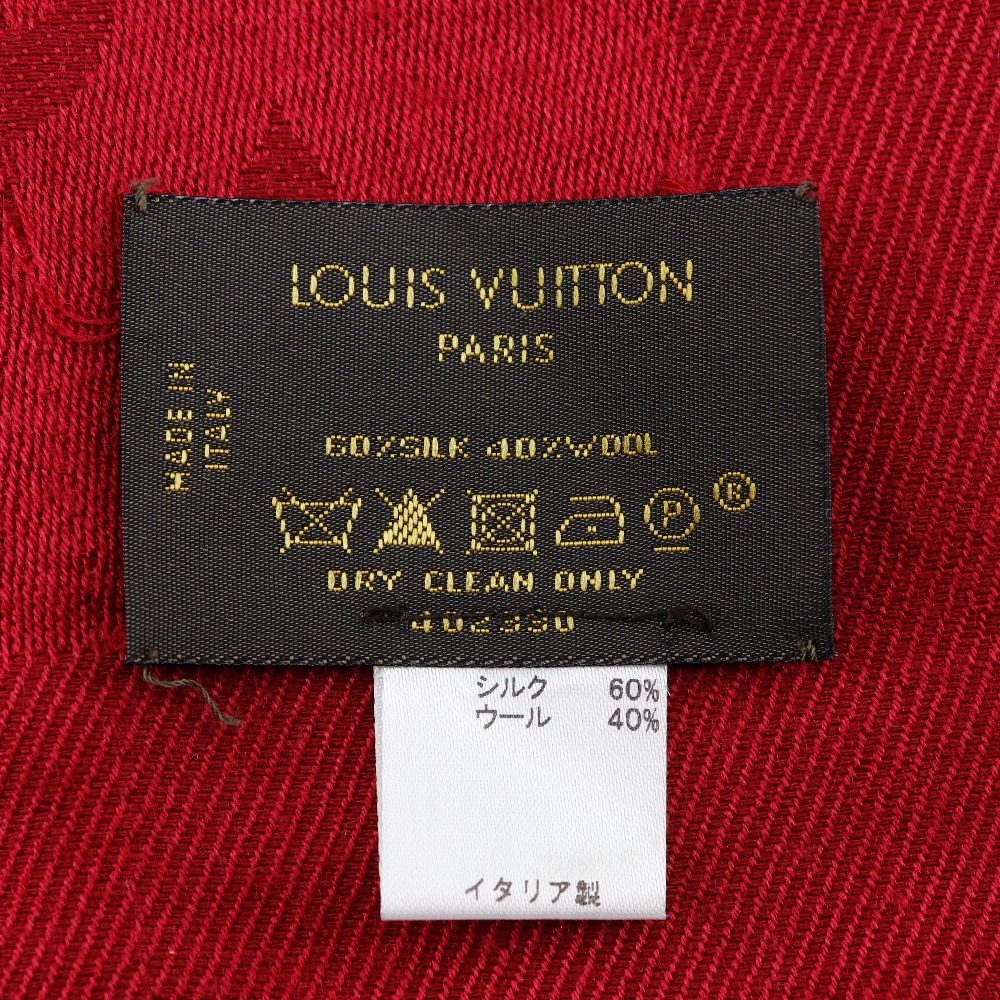 LOUIS VUITTON
PARIS
MADE IN
ITALY
60%SILK 40%WOOL
P
®
DRY CLEAN ONLY
402390
シルク 60%
ウール 40%
イタリア製